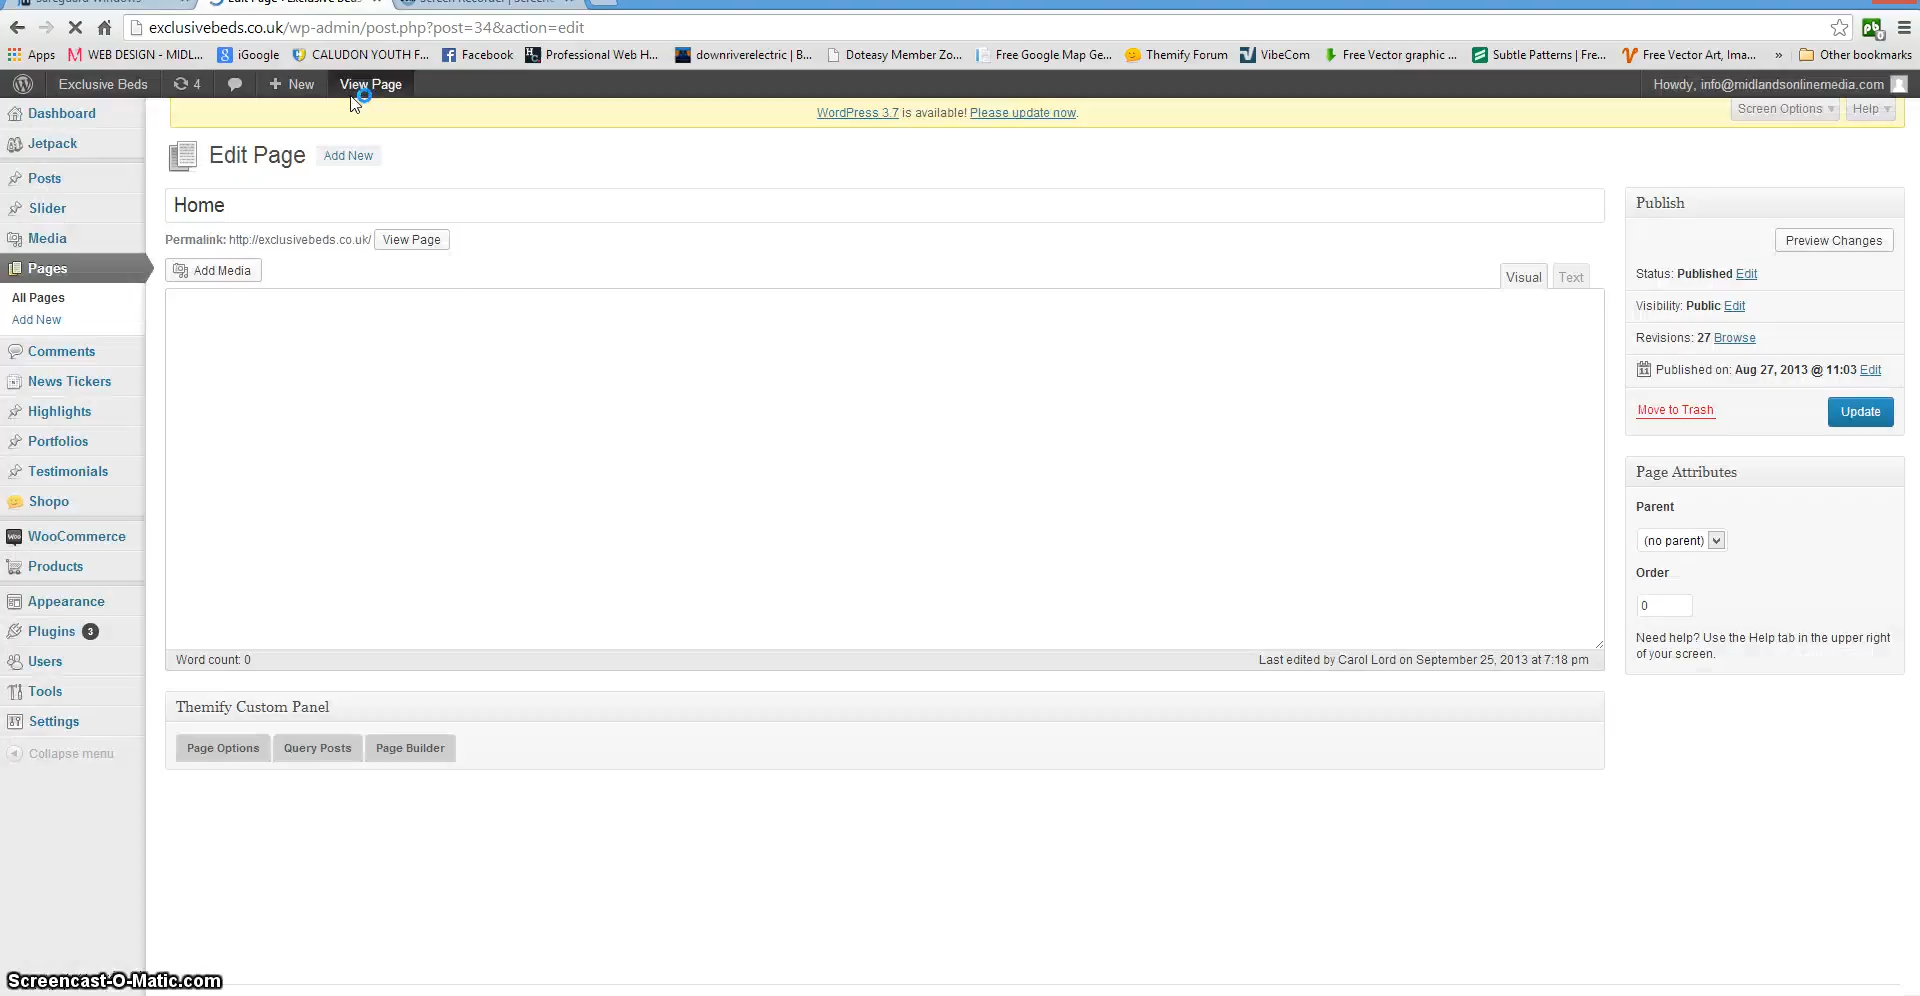 Safeguard Windows
Edit Page ‹ Exclusive Beds
Screen Recorder | Screen
exclusivebeds.co.uk/wp-admin/post.php?post=34&action=edit
Apps WEB DESIGN - MIDL... iGoogle CALUDON YOUTH F... Facebook Professional Web H... downriverelectric | B... Doteasy Member Zo... Free Google Map Ge... Themify Forum VibeCom Free Vector graphic ... Subtle Patterns | Fre... Free Vector Art, Ima... » Other bookmarks
Exclusive Beds 4 + New View Page Howdy, info@midlandsonlinemedia.com
WordPress 3.7 is available! Please update now.
Screen Options Help
Dashboard
Jetpack
Posts
Slider
Media
Pages
All Pages
Add New
Comments
News Tickers
Highlights
Portfolios
Testimonials
Shopo
WooCommerce
Products
Appearance
Plugins 3
Users
Tools
Settings
Collapse menu
Edit Page Add New
Home
Permalink: http://exclusivebeds.co.uk/ View Page
Add Media
Visual Text
Word count: 0
Last edited by Carol Lord on September 25, 2013 at 7:18 pm
Themify Custom Panel
Page Options Query Posts Page Builder
Publish
Preview Changes
Status: Published Edit
Visibility: Public Edit
Revisions: 27 Browse
Published on: Aug 27, 2013 @ 11:03 Edit
Move to Trash Update
Page Attributes
Parent
(no parent)
Order
0
Need help? Use the Help tab in the upper right
of your screen.
Screencast-O-Matic.com